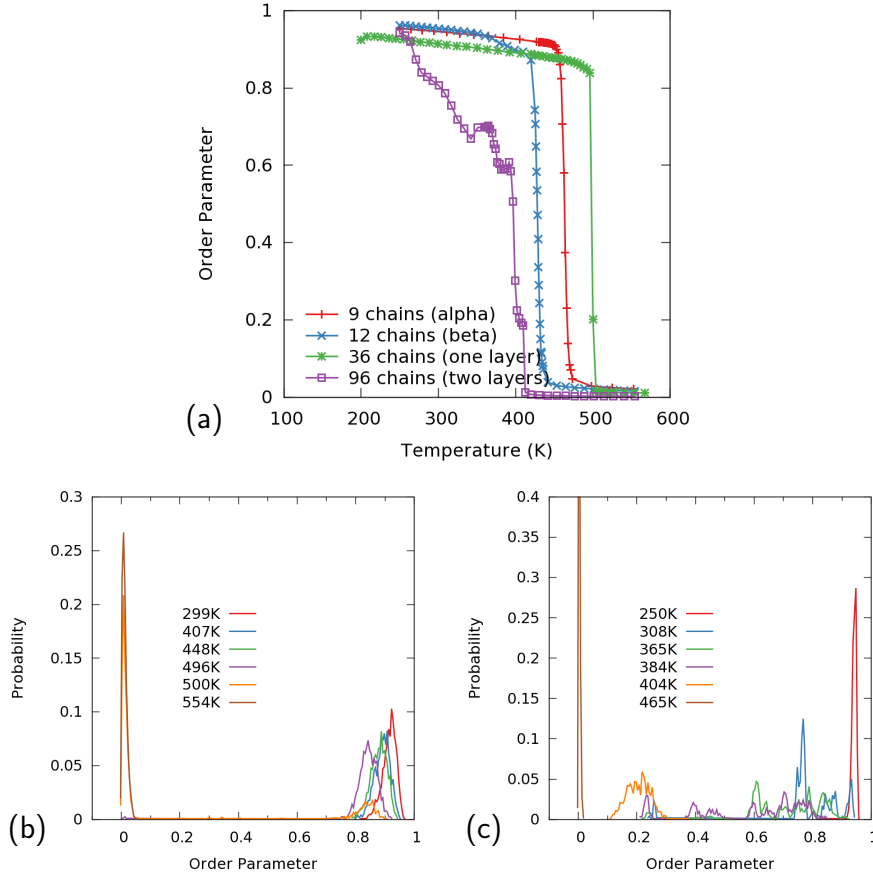 1
0.8
0.6
0.4
0.2
0
Order Parameter
9 chains (alpha)
12 chains (beta)
36 chains (one layer)
96 chains (two layers)
100 200 300 400 500 600
Temperature (K)
(a)
0.3
0.25
0.2
0.15
0.1
0.05
0
Probability
299K
407K
448K
496K
500K
554K
0 0.2 0.4 0.6 0.8 1
Order Parameter
(b)
0.4
0.35
0.3
0.25
0.2
0.15
0.1
0.05
0
Probability
250K
308K
365K
384K
404K
465K
0 0.2 0.4 0.6 0.8 1
Order Parameter
(c)